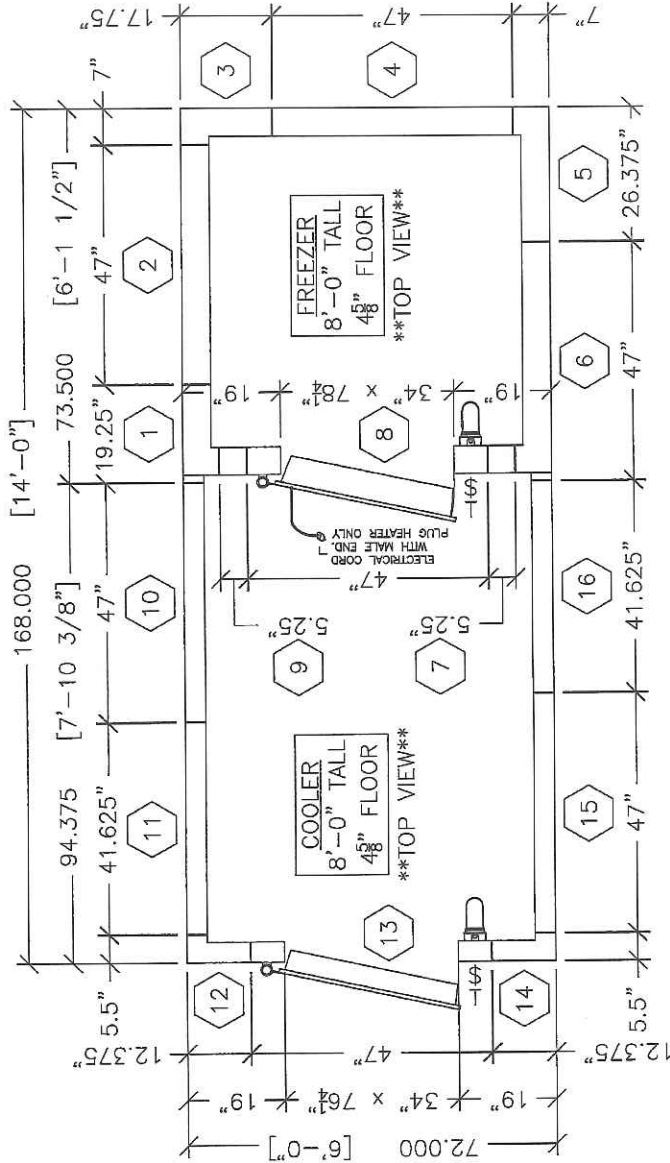 168.000 [14'-0"]
94.375 [7'-10 3/8"]
73.500 [6'-1 1/2"]
5.5"
41.625"
47"
19.25"
47"
7"
11
10
1
2
72.000 [6'-0"]
19"
34" x 76¼"
19"
12.375"
47"
12.375"
12
13
14
$
T
COOLER
8'-0" TALL
4⅝" FLOOR
**TOP VIEW**
9
7
5.25"
47"
5.25"
ELECTRICAL CORD
WITH MALE END.
PLUG HEATER ONLY
$
T
8
19"
34" x 78¼"
19"
FREEZER
8'-0" TALL
4⅝" FLOOR
**TOP VIEW**
3
4
17.75"
47"
7"
15
16
6
5
5.5"
47"
41.625"
47"
26.375"